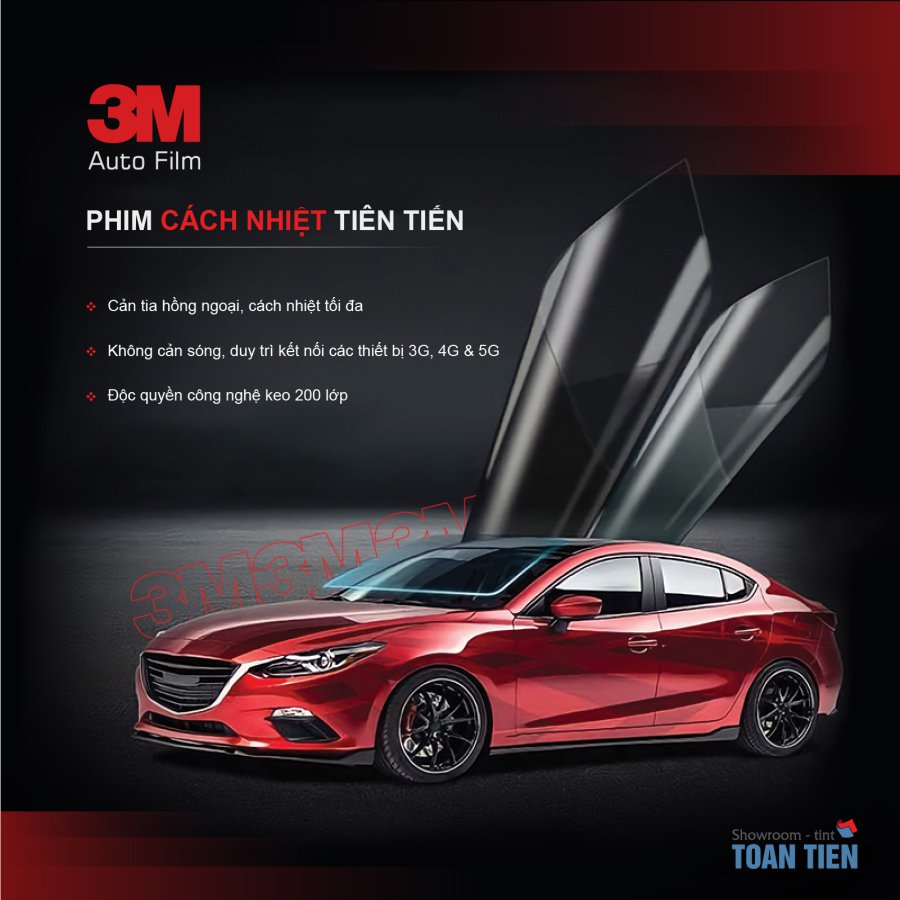 3M
Auto Film
PHIM CÁCH NHIỆT TIÊN TIẾN
Cản tia hồng ngoại, cách nhiệt tối đa
Không cản sóng, duy trì kết nối các thiết bị 3G, 4G & 5G
Độc quyền công nghệ keo 200 lớp
3M3M3M
Showroom - tint
TOAN TIEN